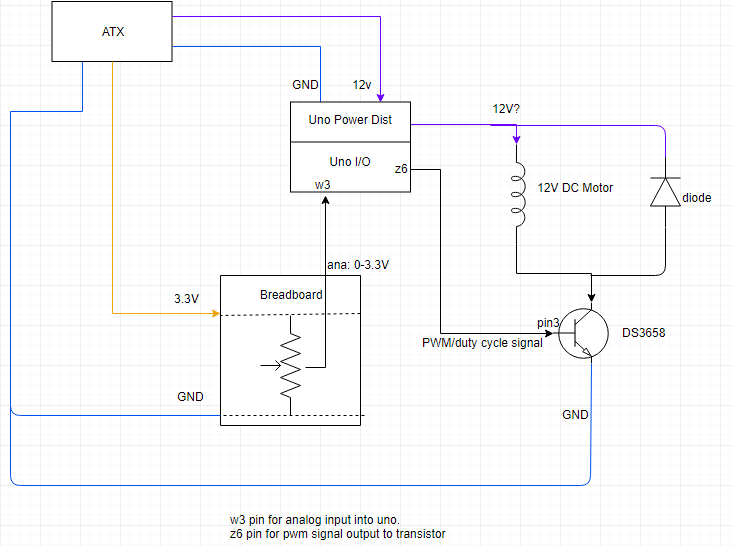 ATX
GND
12v
12V?
Uno Power Dist
Uno I/O
z6
w3
12V DC Motor
diode
ana: 0-3.3V
3.3V
Breadboard
pin3
DS3658
PWM/duty cycle signal
GND
GND
w3 pin for analog input into uno.
z6 pin for pwm signal output to transistor